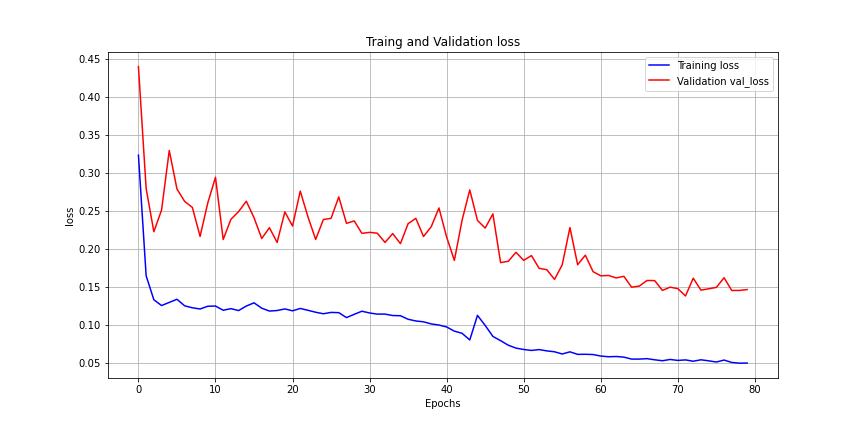 Traing and Validation loss
Training loss
Validation val_loss
loss
0.45
0.40
0.35
0.30
0.25
0.20
0.15
0.10
0.05
0 10 20 30 40 50 60 70 80
Epochs